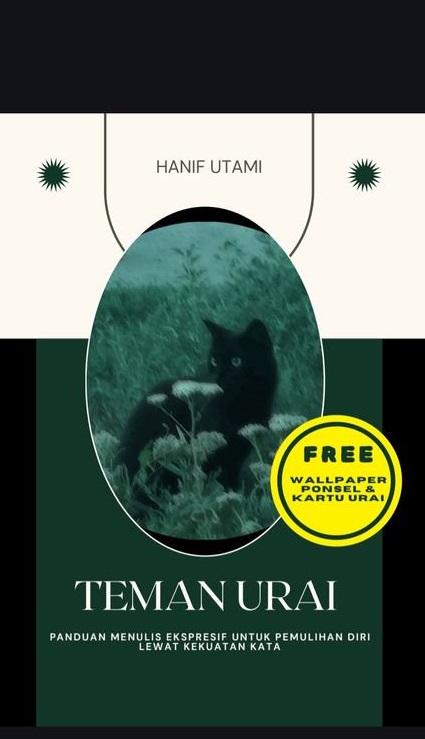 HANIF UTAMI
FREE
WALLPAPER
PONSEL &
KARTU URAI
TEMAN URAI
PANDUAN MENULIS EKSPRESIF UNTUK PEMULIHAN DIRI
LEWAT KEKUATAN KATA